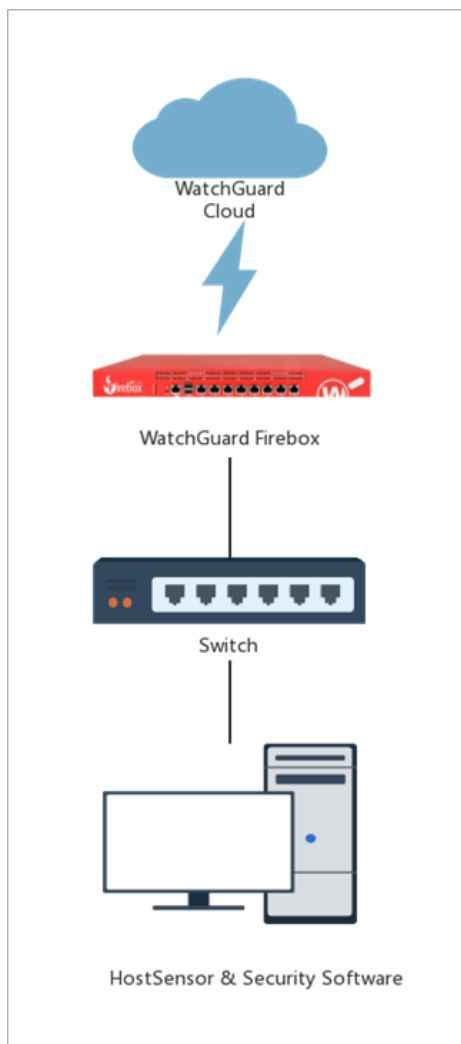 WatchGuard
Cloud
Firebox
WatchGuard Firebox
Switch
HostSensor & Security Software